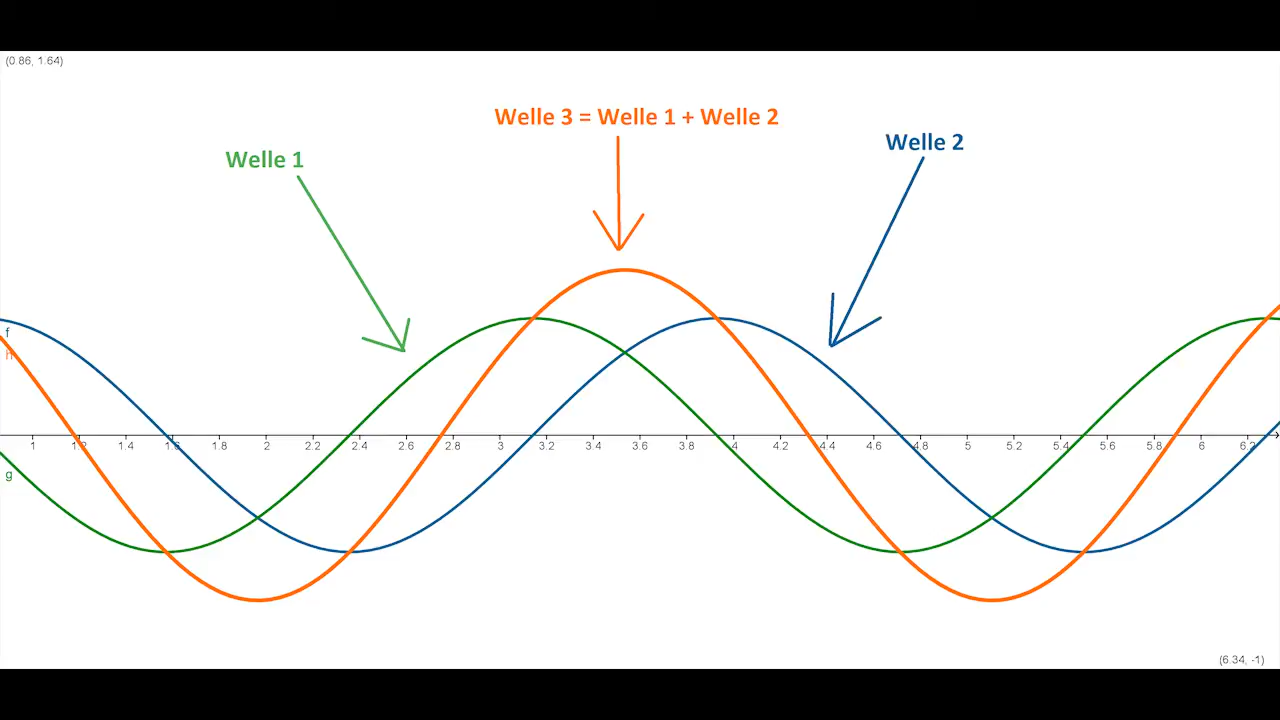 (0.86, 1.64)
Welle 3 = Welle 1 + Welle 2
Welle 2
Welle 1
f
h
1 1.2 1.4 1.6 1.8 2 2.2 2.4 2.6 2.8 3 3.2 3.4 3.6 3.8 4 4.2 4.4 4.6 4.8 5 5.2 5.4 5.6 5.8 6 6.2
g
(6.34, -1)